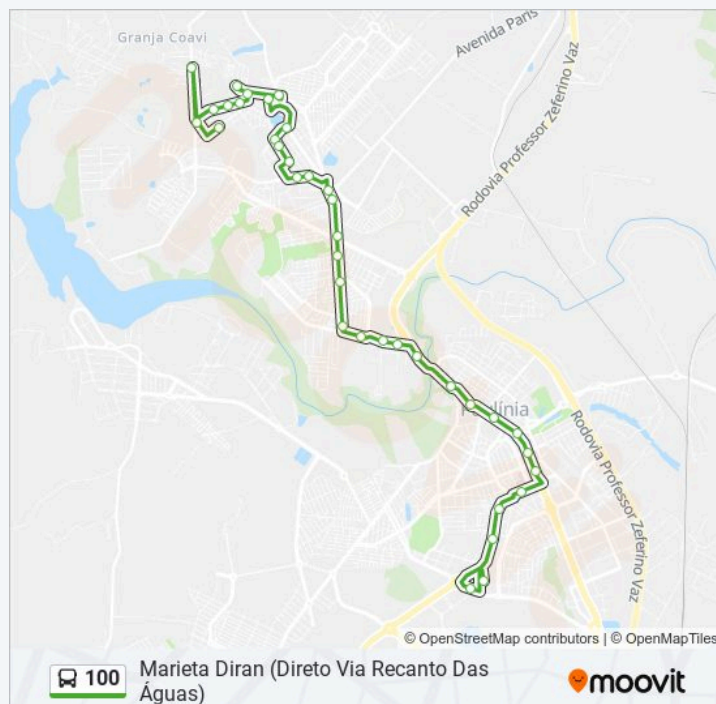 Granja Coavi
Avenida Paris
Rodovia Professor Zeferino Vaz
Rodovia Professor Zeferino Vaz
© OpenStreetMap contributors | © OpenMapTiles
100 Marieta Diran (Direto Via Recanto Das
Águas)
moovit